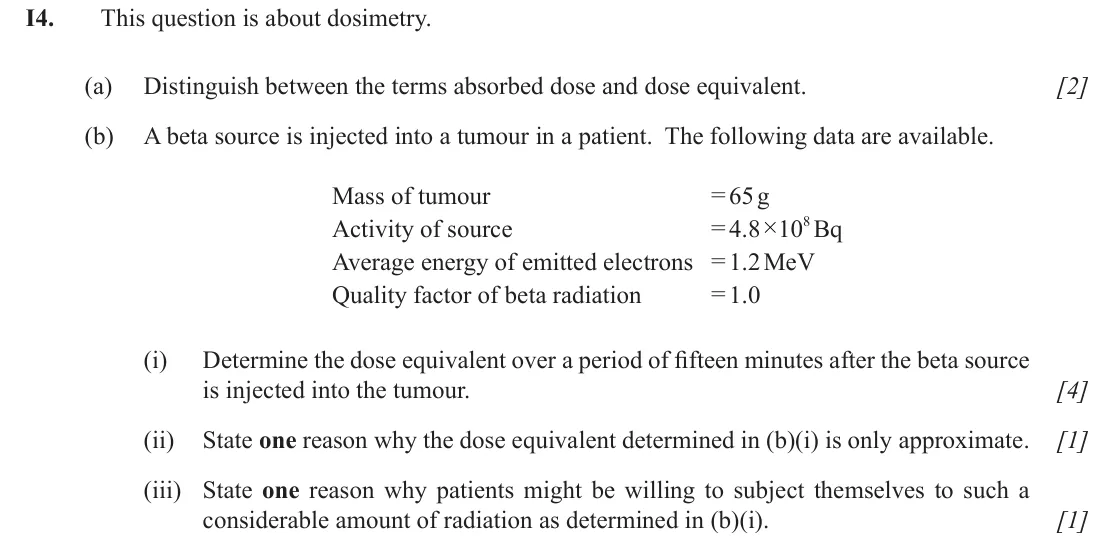 I4. This question is about dosimetry.
(a) Distinguish between the terms absorbed dose and dose equivalent. [2]
(b) A beta source is injected into a tumour in a patient. The following data are available.
Mass of tumour = 65 g
Activity of source = 4.8 × 10⁸ Bq
Average energy of emitted electrons = 1.2 MeV
Quality factor of beta radiation = 1.0
(i) Determine the dose equivalent over a period of fifteen minutes after the beta source
is injected into the tumour. [4]
(ii) State one reason why the dose equivalent determined in (b)(i) is only approximate. [1]
(iii) State one reason why patients might be willing to subject themselves to such a
considerable amount of radiation as determined in (b)(i). [1]